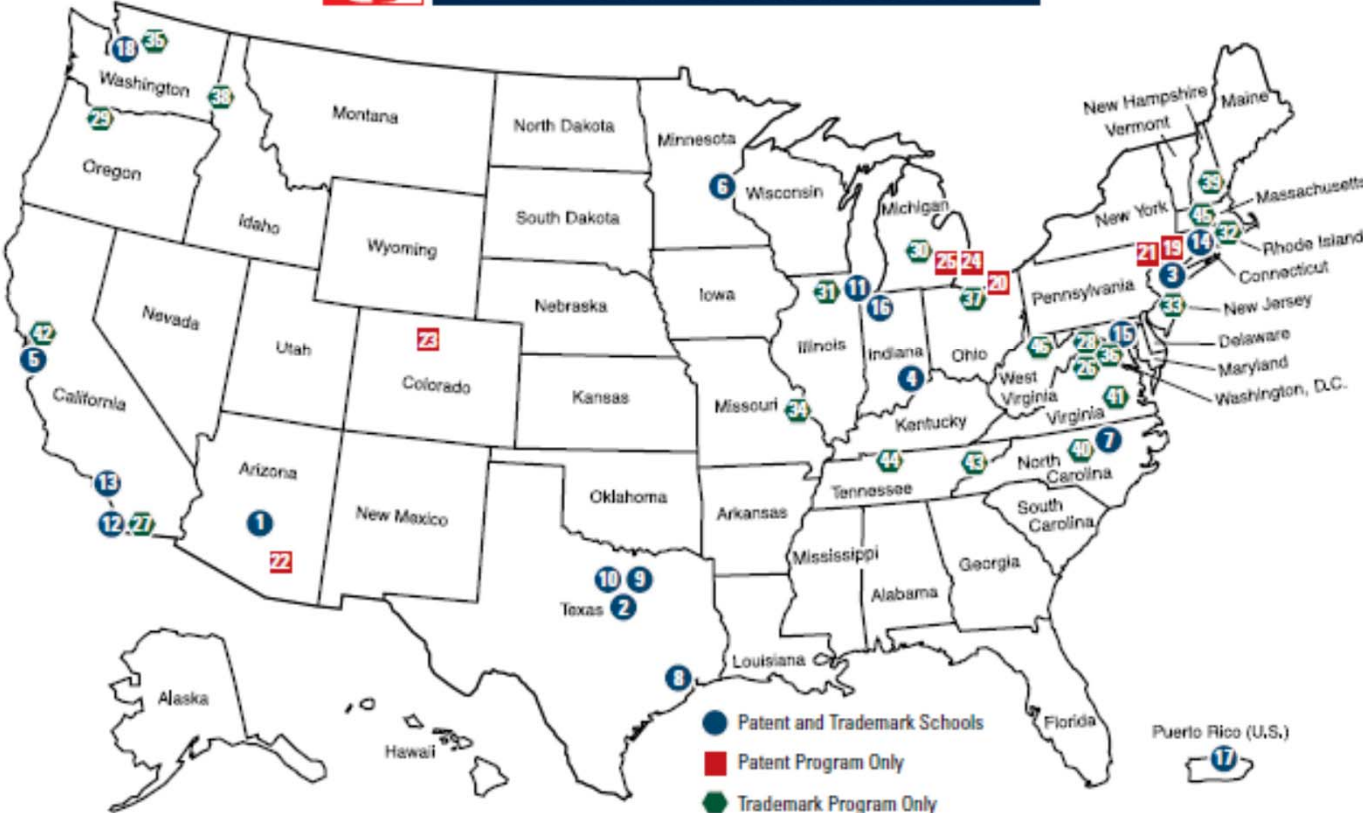 18
35
Washington
38
29
Oregon
Montana
Idaho
Wyoming
North Dakota
South Dakota
Minnesota
6
Wisconsin
Michigan
30
25
24
20
37
New Hampshire
Vermont
Maine
39
Massachusetts
New York
45
32
Rhode Island
21
19
14
3
Connecticut
Pennsylvania
33
New Jersey
Delaware
Maryland
Washington, D.C.
42
5
California
Nevada
Utah
23
Colorado
Nebraska
Iowa
31
11
16
Illinois
Indiana
4
Ohio
28
15
36
26
West
Virginia
41
Virginia
Kansas
Missouri
34
Kentucky
13
12
27
Arizona
1
22
New Mexico
Oklahoma
Arkansas
44
43
Tennessee
40
7
North
Carolina
South
Carolina
10
9
Texas
2
8
Louisiana
Mississippi
Alabama
Georgia
Florida
Alaska
Hawaii
Puerto Rico (U.S.)
17
Patent and Trademark Schools
Patent Program Only
Trademark Program Only